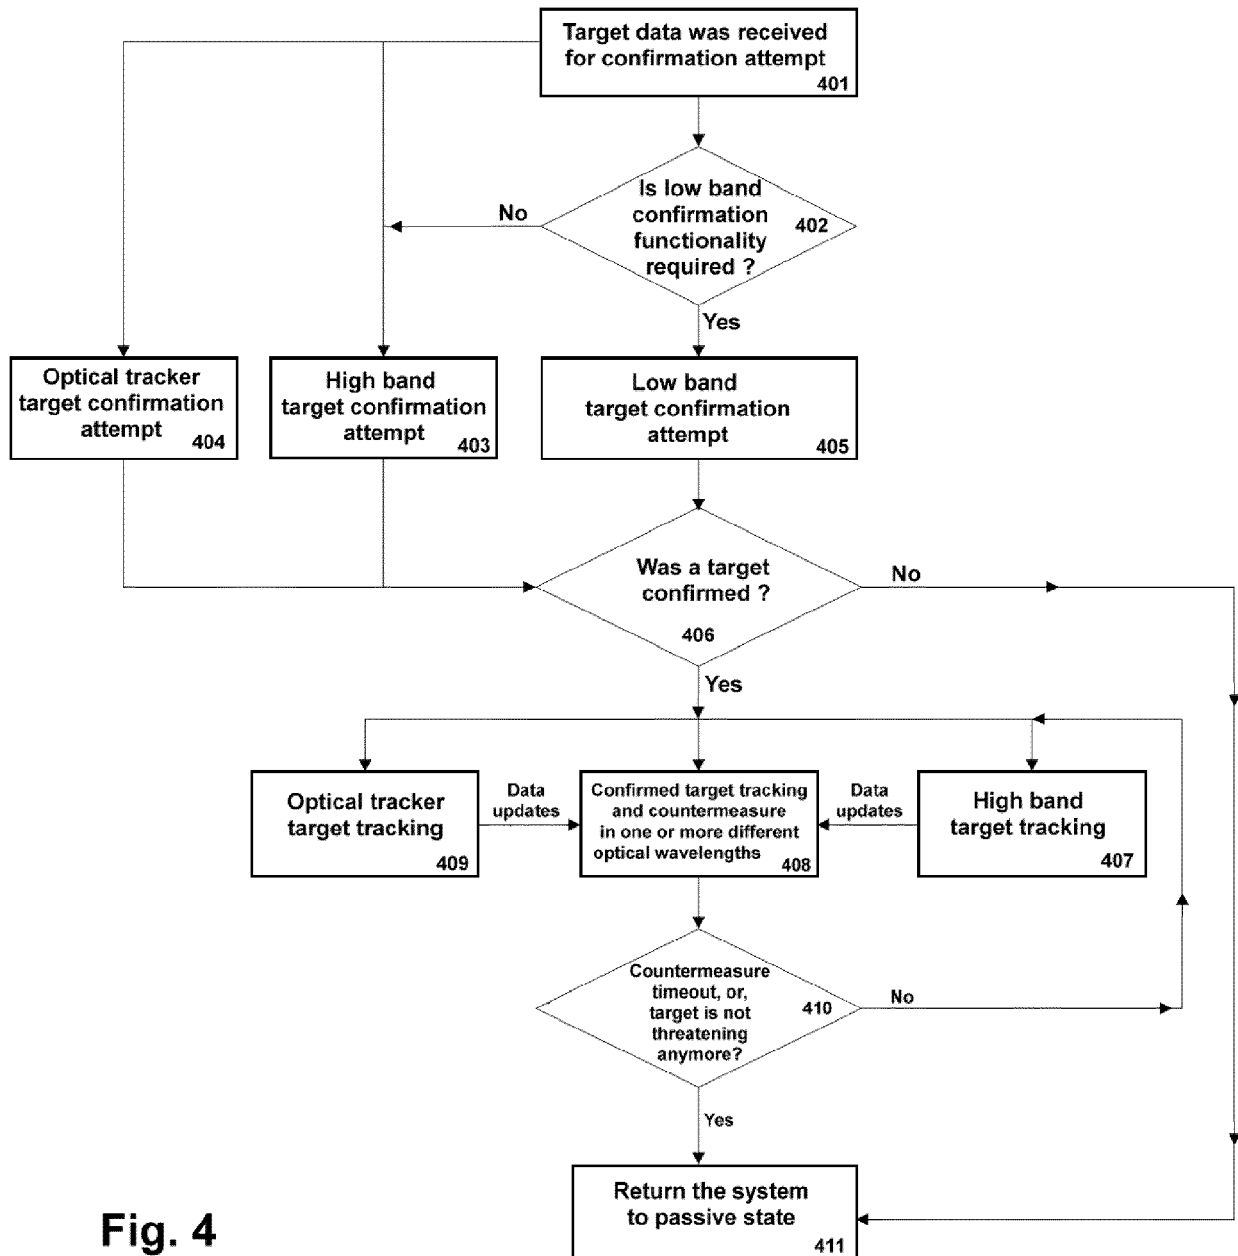 Target data was received
for confirmation attempt
401
Is low band
confirmation
functionality
required ?
402
No
Yes
Optical tracker
target confirmation
attempt
404
High band
target confirmation
attempt
403
Low band
target confirmation
attempt
405
Was a target
confirmed ?
406
No
Yes
Optical tracker
target tracking
409
Data
updates
Confirmed target tracking
and countermeasure
in one or more different
optical wavelengths
408
Data
updates
High band
target tracking
407
Countermeasure
timeout, or,
target is not
threatening
anymore?
410
No
Yes
Return the system
to passive state
411
Fig. 4